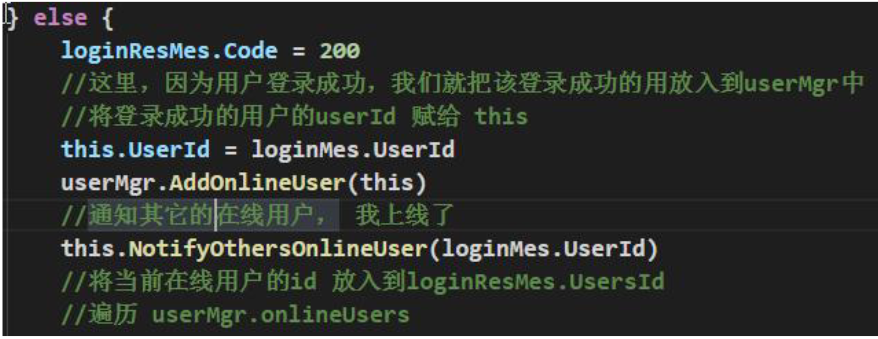 } else {
loginResMes.Code = 200
//这里，因为用户登录成功，我们就把该登录成功的用放入到userMgr中
//将登录成功的用户的userId 赋给 this
this.UserId = loginMes.UserId
userMgr.AddOnlineUser(this)
//通知其它的在线用户， 我上线了
this.NotifyOthersOnlineUser(loginMes.UserId)
//将当前在线用户的id 放入到loginResMes.UsersId
//遍历 userMgr.onlineUsers